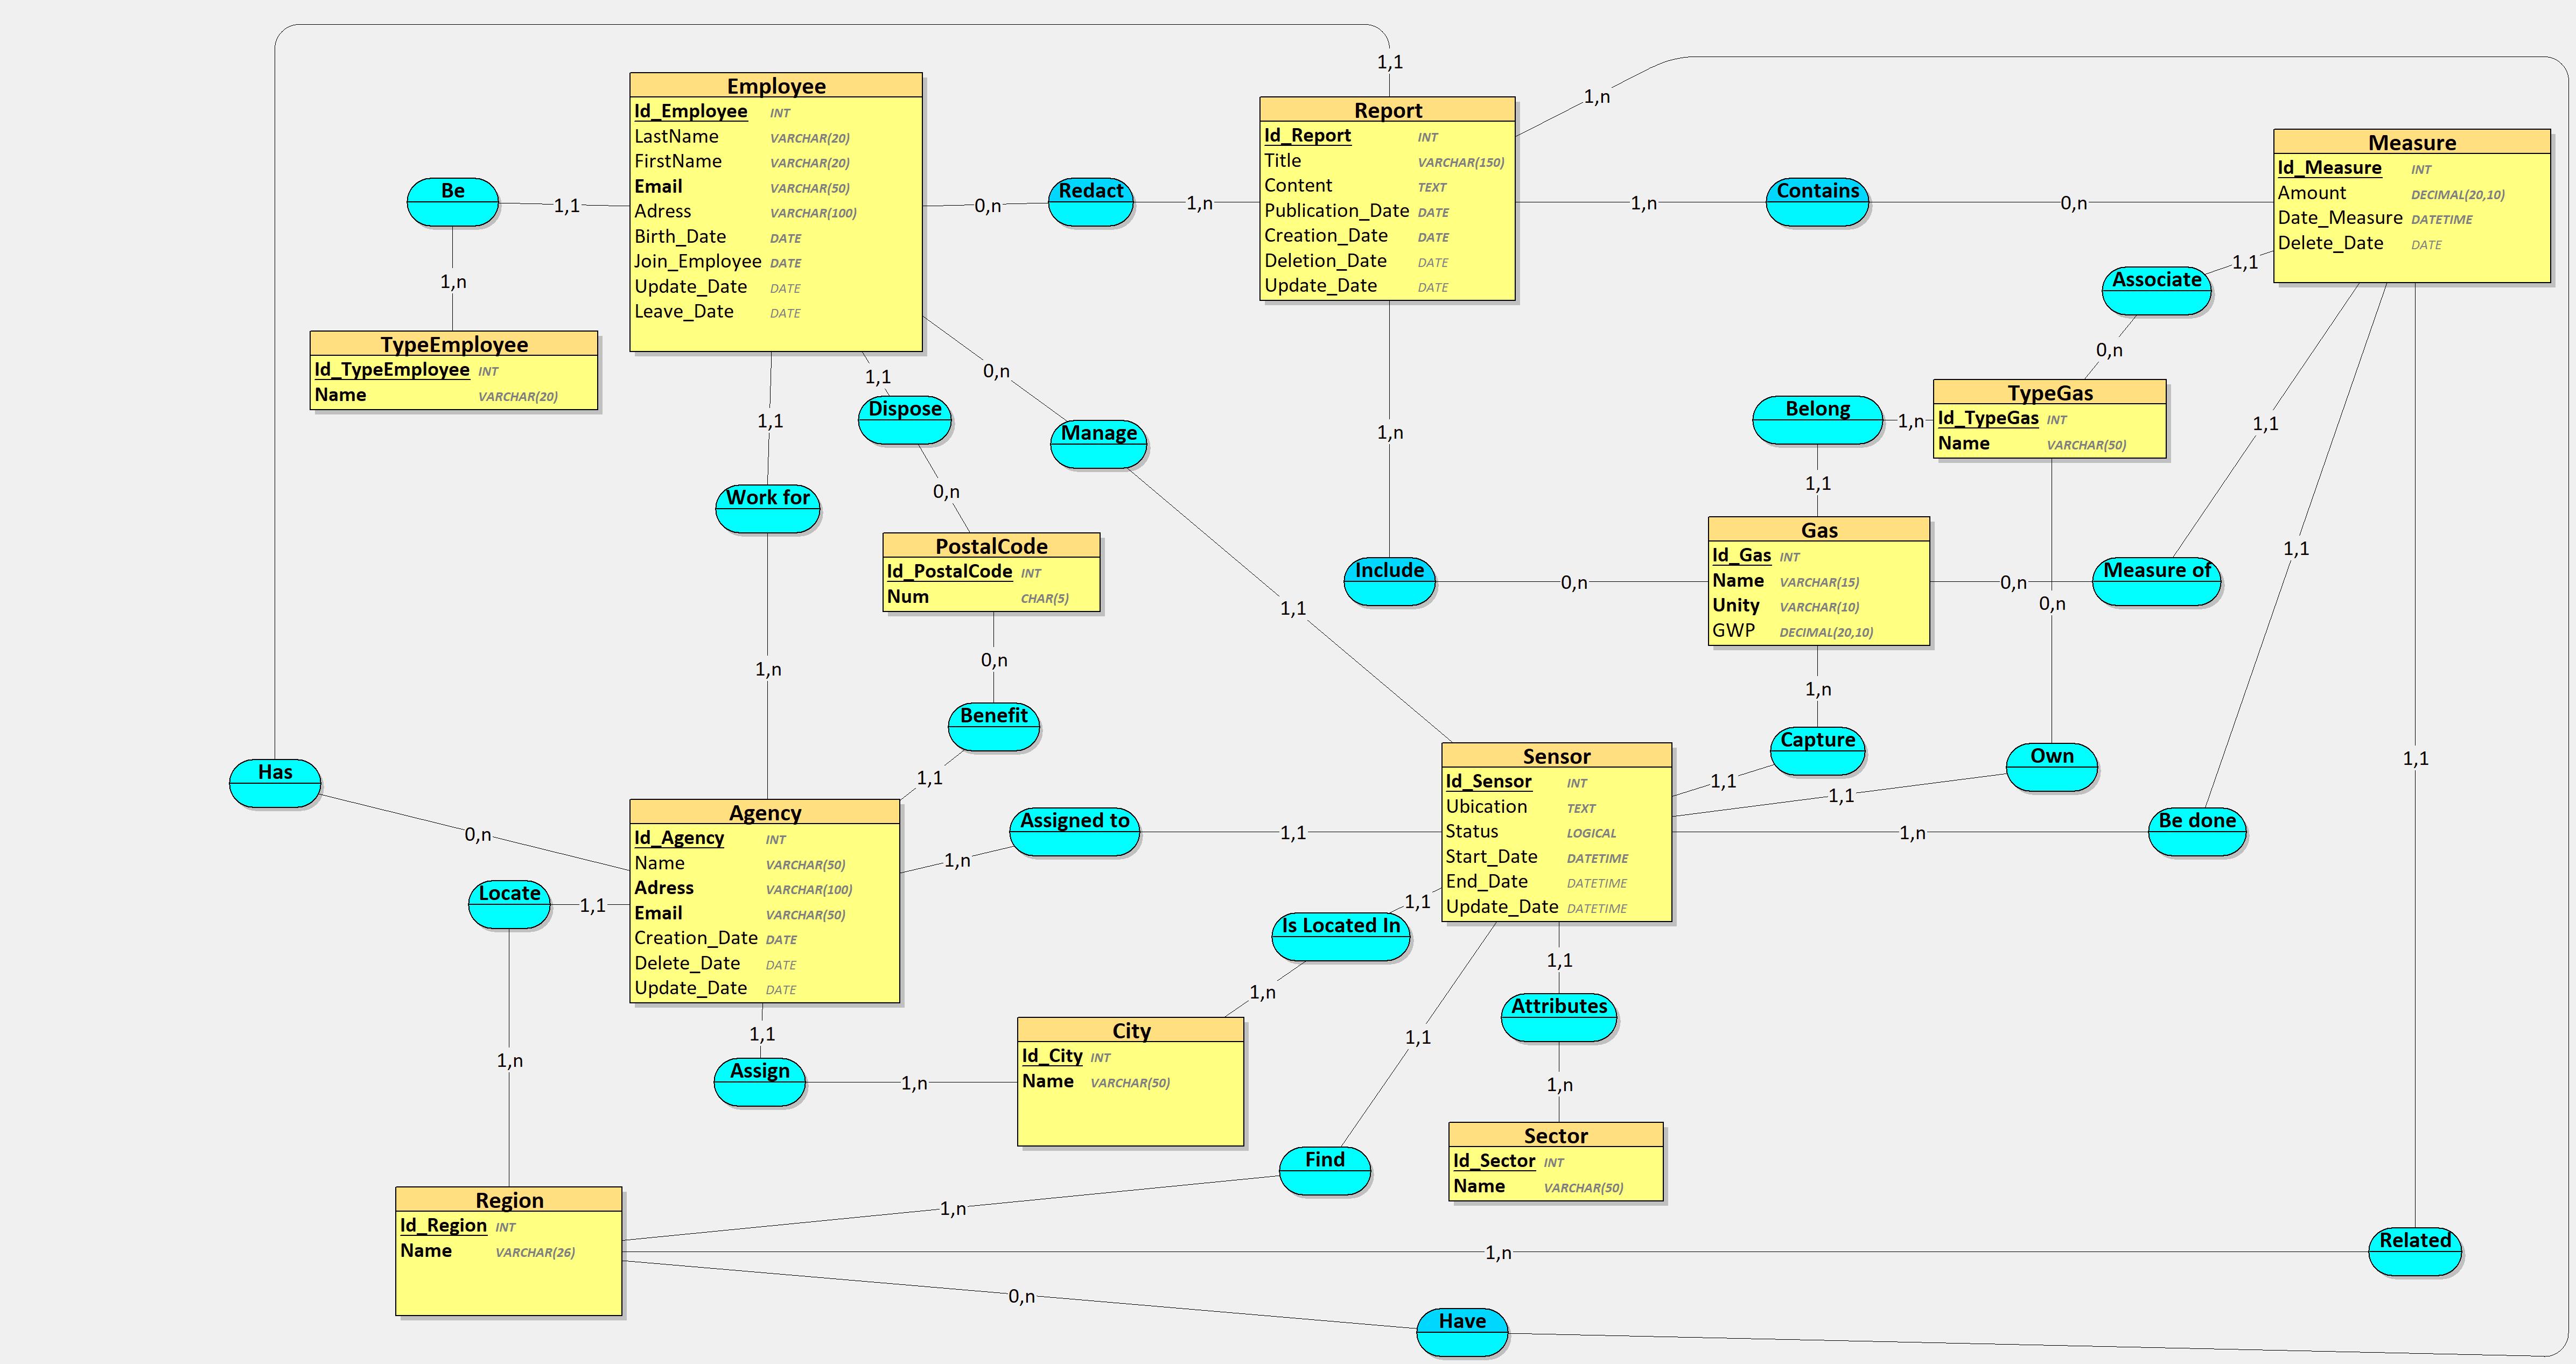 1,1
Employee
Id_Employee INT
LastName VARCHAR(20)
FirstName VARCHAR(20)
Email VARCHAR(50)
Adress VARCHAR(100)
Birth_Date DATE
Join_Employee DATE
Update_Date DATE
Leave_Date DATE
Report
Id_Report INT
Title VARCHAR(150)
Content TEXT
Publication_Date DATE
Creation_Date DATE
Deletion_Date DATE
Update_Date DATE
1,n
Measure
Id_Measure INT
Amount DECIMAL(20,10)
Date_Measure DATETIME
Delete_Date DATE
Be
1,1
0,n
Redact
1,n
1,n
Contains
0,n
1,n
1,1
Associate
0,n
TypeEmployee
Id_TypeEmployee INT
Name VARCHAR(20)
1,1
1,1
Dispose
0,n
0,n
Manage
1,n
Belong
1,n
TypeGas
Id_TypeGas INT
Name VARCHAR(50)
1,1
1,1
Work for
PostalCode
Id_PostalCode INT
Num CHAR(5)
1,1
Include
0,n
Gas
Id_Gas INT
Name VARCHAR(15)
Unity VARCHAR(10)
GWP DECIMAL(20,10)
0,n
Measure of
0,n
1,1
1,n
0,n
Benefit
1,1
1,n
Capture
1,1
Own
1,1
1,1
Has
0,n
Agency
Id_Agency INT
Name VARCHAR(50)
Adress VARCHAR(100)
Email VARCHAR(50)
Creation_Date DATE
Delete_Date DATE
Update_Date DATE
1,n
Assigned to
1,1
Sensor
Id_Sensor INT
Ubication TEXT
Status LOGICAL
Start_Date DATETIME
End_Date DATETIME
Update_Date DATETIME
1,n
Be done
Locate
1,1
1,n
1,1
Is Located In
1,n
1,1
Assign
1,n
City
Id_City INT
Name VARCHAR(50)
1,1
1,1
Attributes
1,n
Sector
Id_Sector INT
Name VARCHAR(50)
Find
1,n
Region
Id_Region INT
Name VARCHAR(26)
1,n
Related
0,n
Have